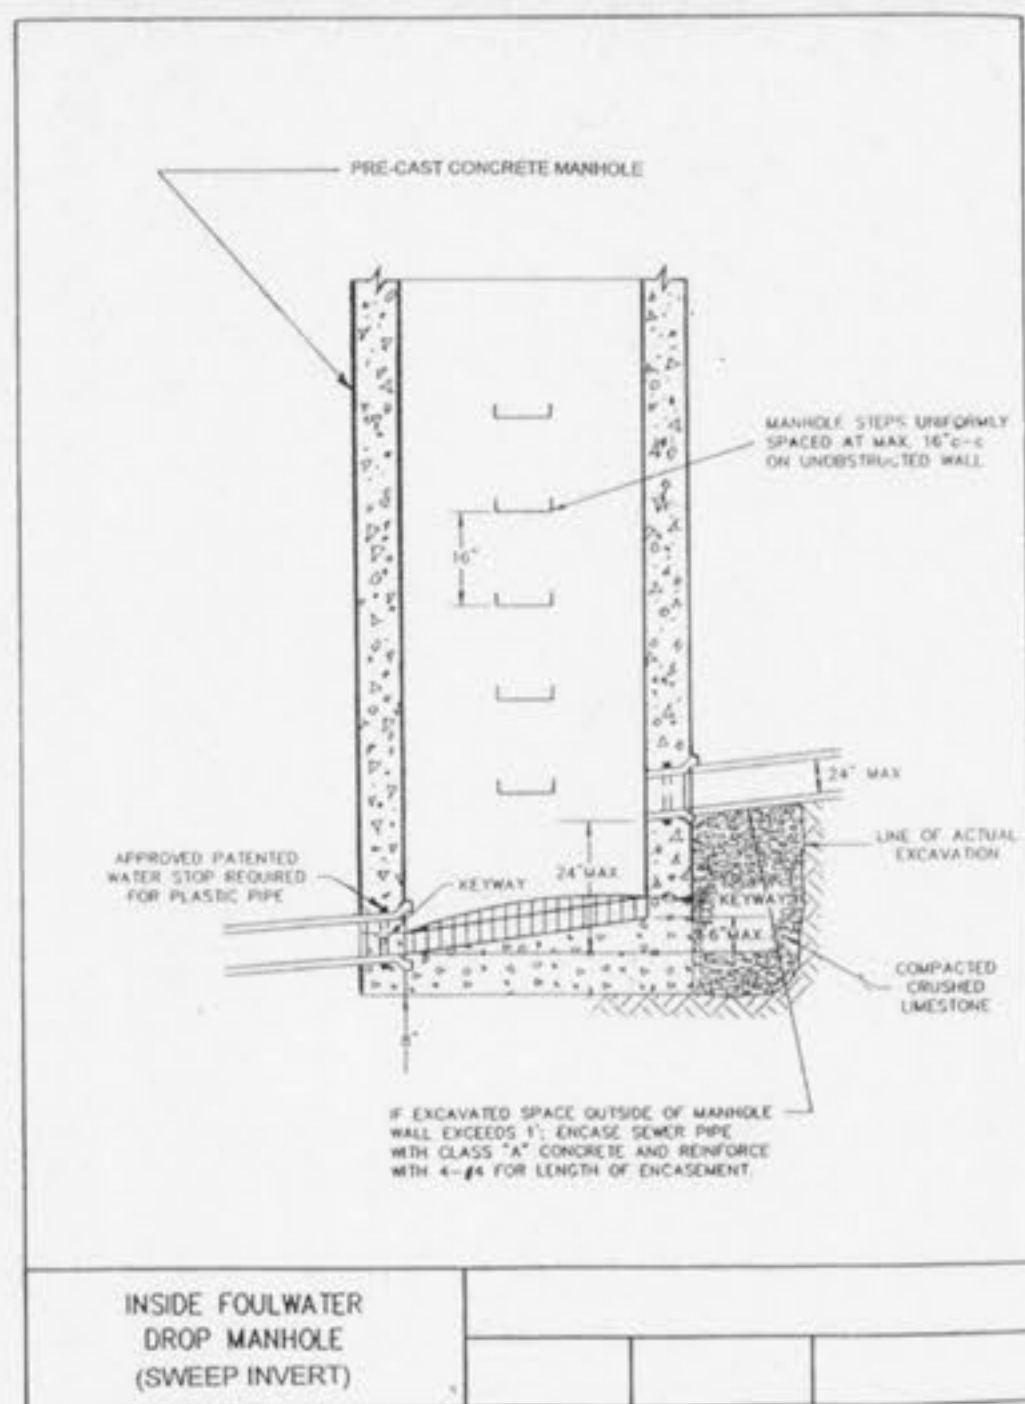 PRE-CAST CONCRETE MANHOLE
MANHOLE STEPS UNIFORMLY
SPACED AT MAX. 16"c-c
ON UNOBSTRUCTED WALL
16"
24" MAX
LINE OF ACTUAL
EXCAVATION
APPROVED PATENTED
WATER STOP REQUIRED
FOR PLASTIC PIPE
KEYWAY
24" MAX
KEYWAY
6" MAX
COMPACTED
CRUSHED
LIMESTONE
IF EXCAVATED SPACE OUTSIDE OF MANHOLE
WALL EXCEEDS 1'; ENCASE SEWER PIPE
WITH CLASS "A" CONCRETE AND REINFORCE
WITH 4-#4 FOR LENGTH OF ENCASEMENT.
INSIDE FOULWATER
DROP MANHOLE
(SWEEP INVERT)